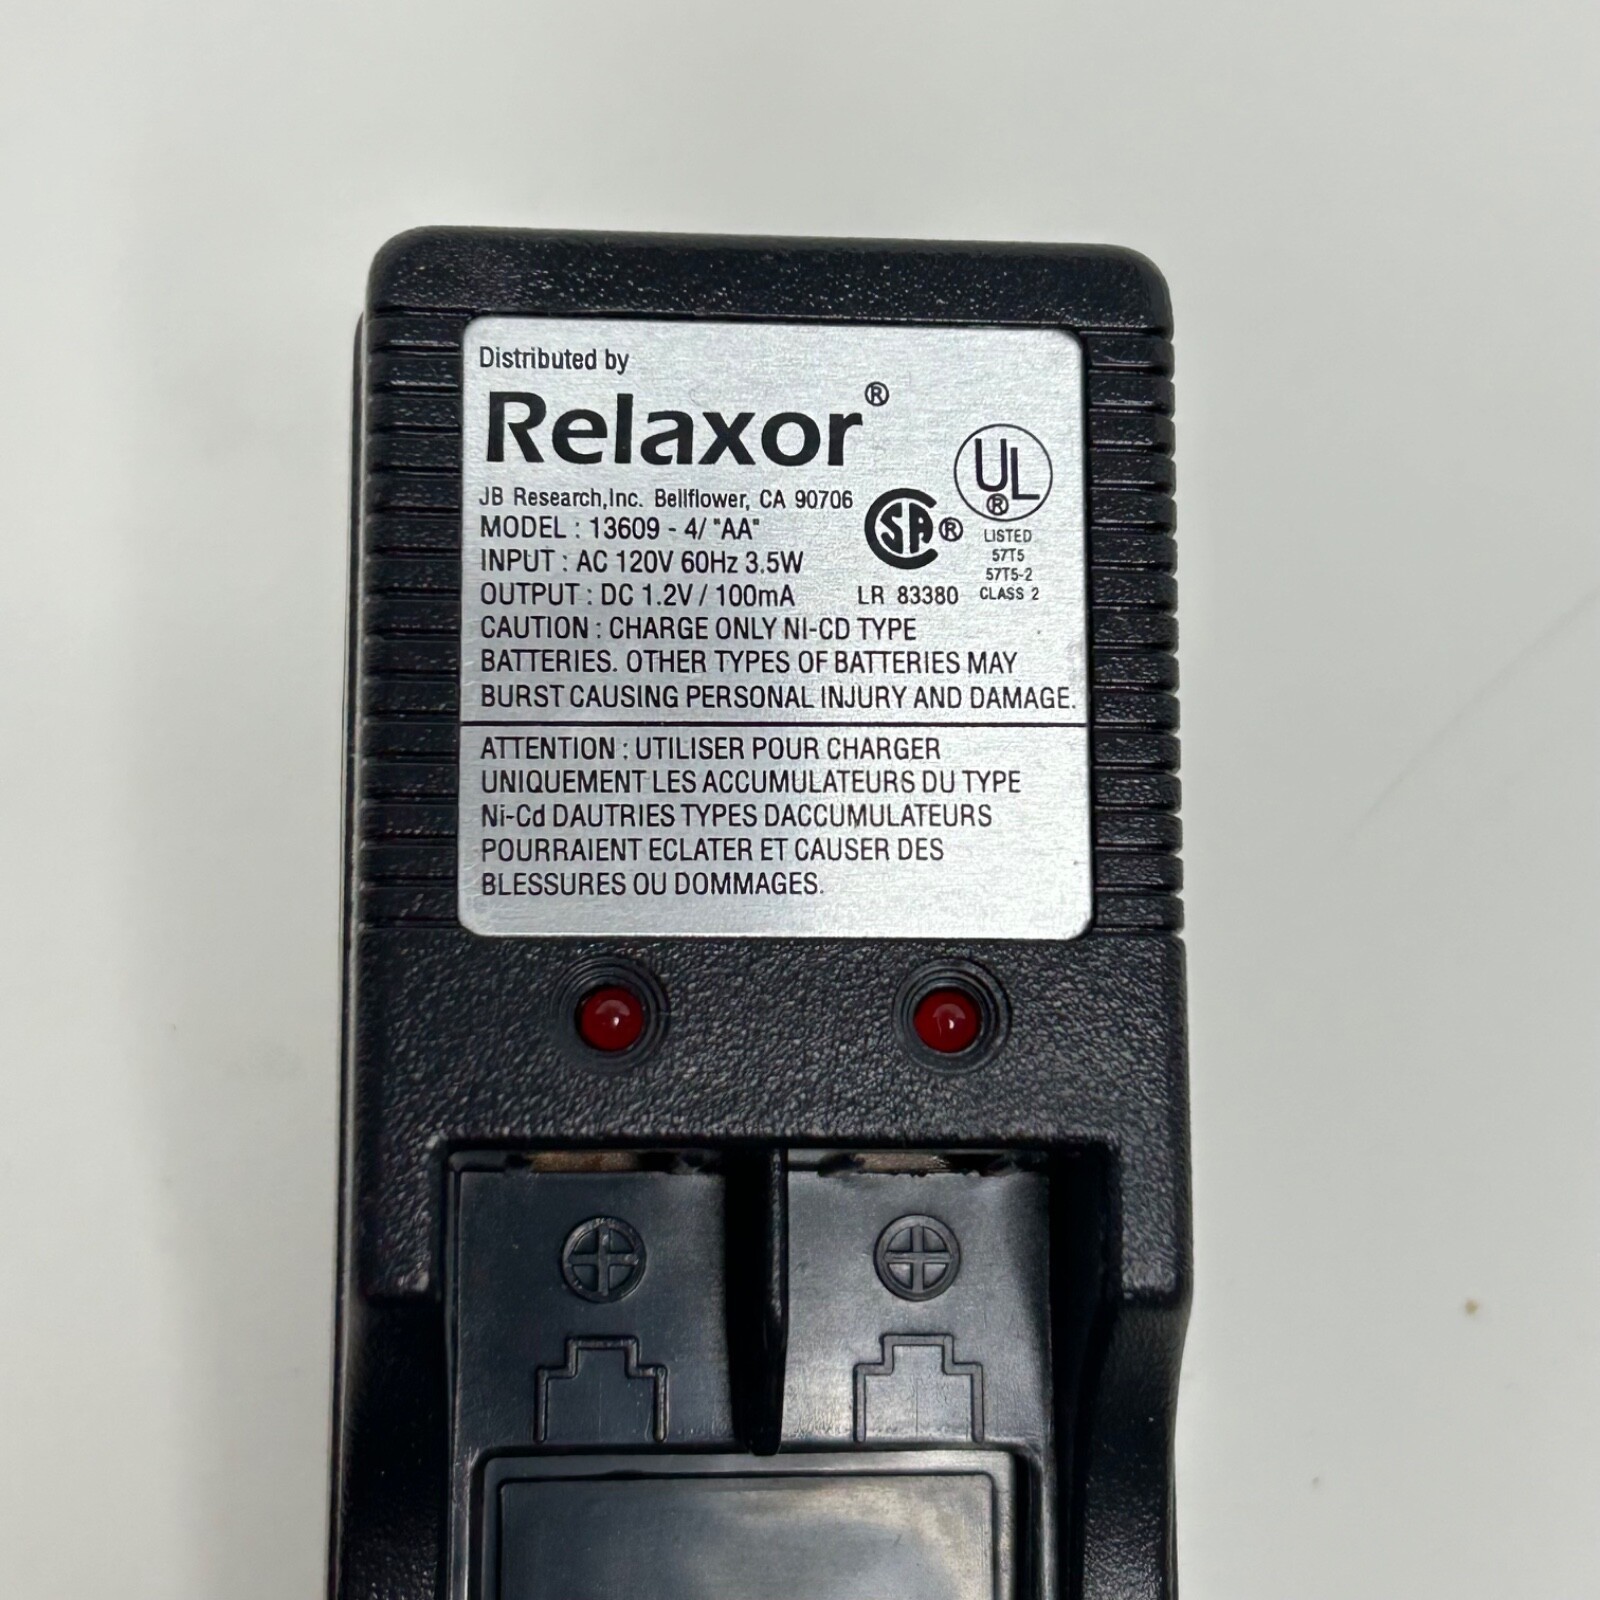 Distributed by
Relaxor®
JB Research,Inc. Bellflower, CA 90706
MODEL : 13609 - 4/ "AA"
INPUT : AC 120V 60Hz 3.5W
OUTPUT : DC 1.2V / 100mA
SA®
LR 83380
UL®
LISTED
57T5
57T5-2
CLASS 2
CAUTION : CHARGE ONLY NI-CD TYPE
BATTERIES. OTHER TYPES OF BATTERIES MAY
BURST CAUSING PERSONAL INJURY AND DAMAGE.
ATTENTION : UTILISER POUR CHARGER
UNIQUEMENT LES ACCUMULATEURS DU TYPE
Ni-Cd DAUTRIES TYPES DACCUMULATEURS
POURRAIENT ECLATER ET CAUSER DES
BLESSURES OU DOMMAGES.